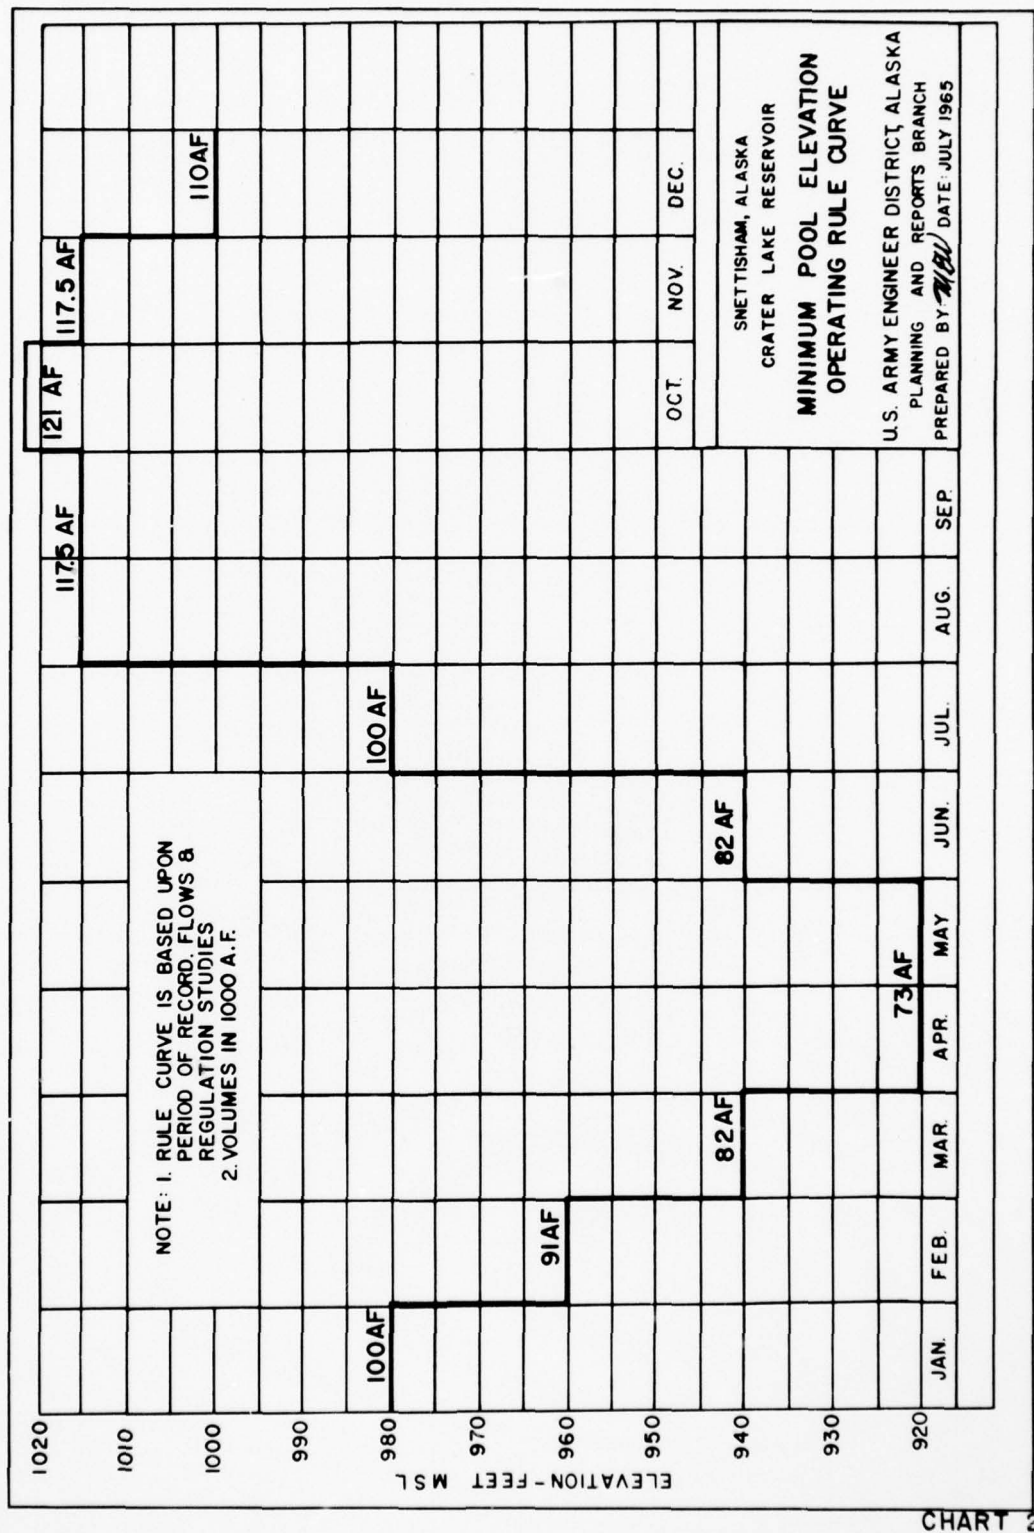 1020
1010
1000
990
980
970
960
950
940
930
920
ELEVATION-FEET MSL
NOTE: 1. RULE CURVE IS BASED UPON
PERIOD OF RECORD. FLOWS &
REGULATION STUDIES
2. VOLUMES IN 1000 A.F.
100AF
91AF
82AF
73AF
82AF
100AF
117.5 AF
121 AF
117.5 AF
110AF
JAN.
FEB.
MAR.
APR.
MAY
JUN.
JUL.
AUG.
SEP.
OCT.
NOV.
DEC.
SNETTISHAM, ALASKA
CRATER LAKE RESERVOIR
MINIMUM POOL ELEVATION
OPERATING RULE CURVE
U.S. ARMY ENGINEER DISTRICT, ALASKA
PLANNING AND REPORTS BRANCH
PREPARED BY: DATE: JULY 1965
CHART